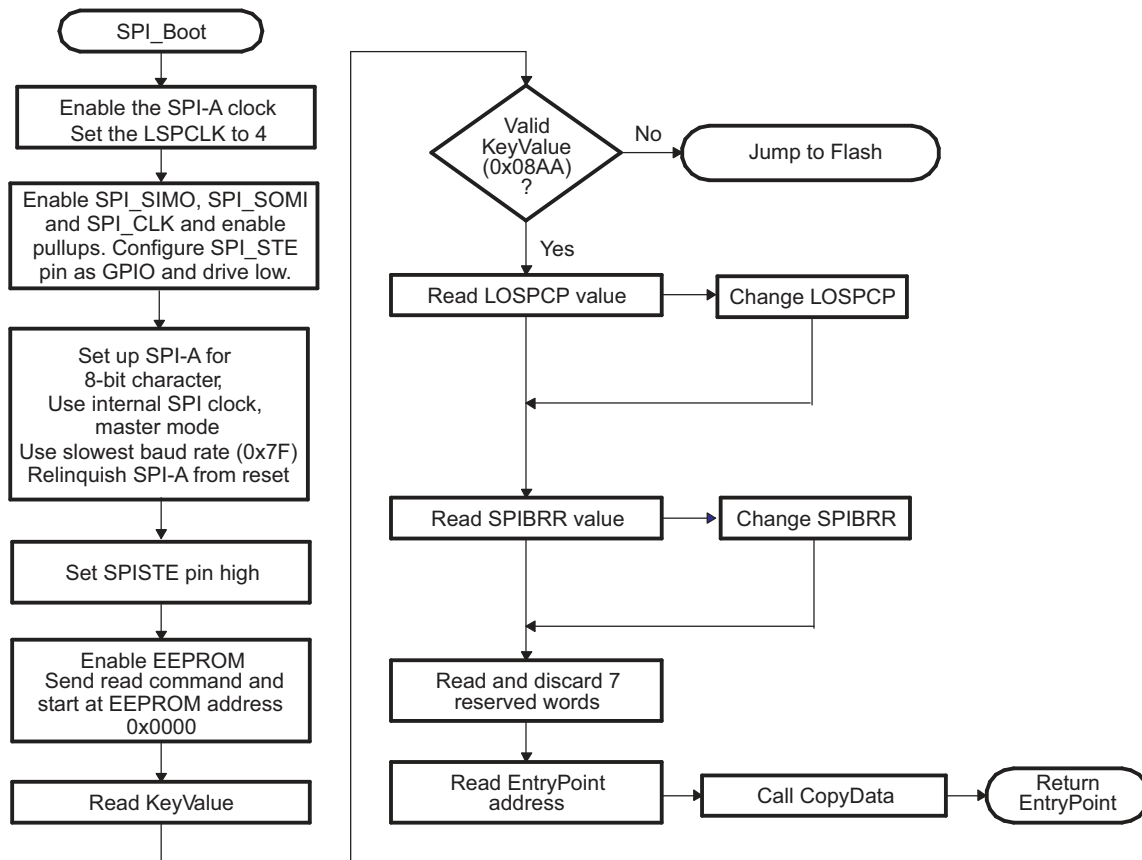 SPI_Boot
Enable the SPI-A clock
Set the LSPCLK to 4
Enable SPI_SIMO, SPI_SOMI
and SPI_CLK and enable
pullups. Configure SPI_STE
pin as GPIO and drive low.
Set up SPI-A for
8-bit character,
Use internal SPI clock,
master mode
Use slowest baud rate (0x7F)
Relinquish SPI-A from reset
Set SPISTE pin high
Enable EEPROM
Send read command and
start at EEPROM address
0x0000
Read KeyValue
Valid
KeyValue
(0x08AA)
?
No
Jump to Flash
Yes
Read LOSPCP value
Change LOSPCP
Read SPIBRR value
Change SPIBRR
Read and discard 7
reserved words
Read EntryPoint
address
Call CopyData
Return
EntryPoint